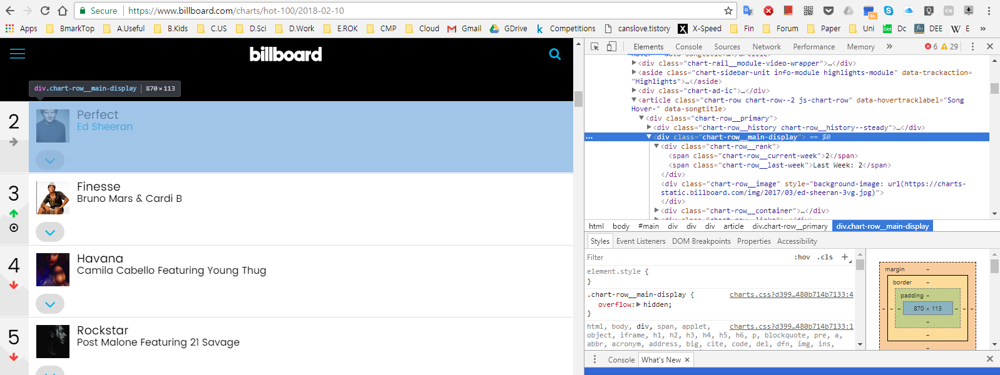 Secure | https://www.billboard.com/charts/hot-100/2018-02-10
Apps BmarkTop A.Useful B.Kids C.US D.Sci D.Work E.ROK CMP Cloud Gmail GDrive Competitions canslove.tistory X-Speed Fin Forum Paper Uni Dc DEE E »
billboard
div.chart-row__main-display | 870×113
2
Perfect
Ed Sheeran
3
Finesse
Bruno Mars & Cardi B
4
Havana
Camila Cabello Featuring Young Thug
5
Rockstar
Post Malone Featuring 21 Savage
Elements Console Sources Network Performance Memory » 6 29
hover-" data-songtitle>…</article>
<div class="chart-rail__module-video-wrapper">…</div>
<aside class="chart-sidebar-unit info-module highlights-module" data-trackaction=
"Highlights">…</aside>
<div class="chart-ad-ic">…</div>
<article class="chart-row chart-row--2 js-chart-row" data-hovertracklabel="Song
Hover-" data-songtitle>
<div class="chart-row__primary">
<div class="chart-row__history chart-row__history--steady">…</div>
… <div class="chart-row__main-display"> == $0
<div class="chart-row__rank">
<span class="chart-row__current-week">2</span>
<span class="chart-row__last-week">Last Week: 2</span>
</div>
<div class="chart-row__image" style="background-image: url(https://charts-
static.billboard.com/img/2017/03/ed-sheeran-3vg.jpg)">
</div>
<div class="chart-row__container">…</div>
<div class="chart-row__links">…</div>
html body #main div div div article div.chart-row__primary div.chart-row__main-display
Styles Event Listeners DOM Breakpoints Properties Accessibility
Filter :hov .cls +
element.style {
}
.chart-row__main-display { charts.css?d399…480b714b7133:4
overflow: hidden;
}
html, body, div, span, applet, charts.css?d399…480b714b7133:1
object, iframe, h1, h2, h3, h4, h5, h6, p, blockquote, pre, a,
abbr, acronym, address, big, cite, code, del, dfn, img, ins,
margin –
border –
padding –
– – – 870 × 113 – – –
–
–
–
Console What's New ×